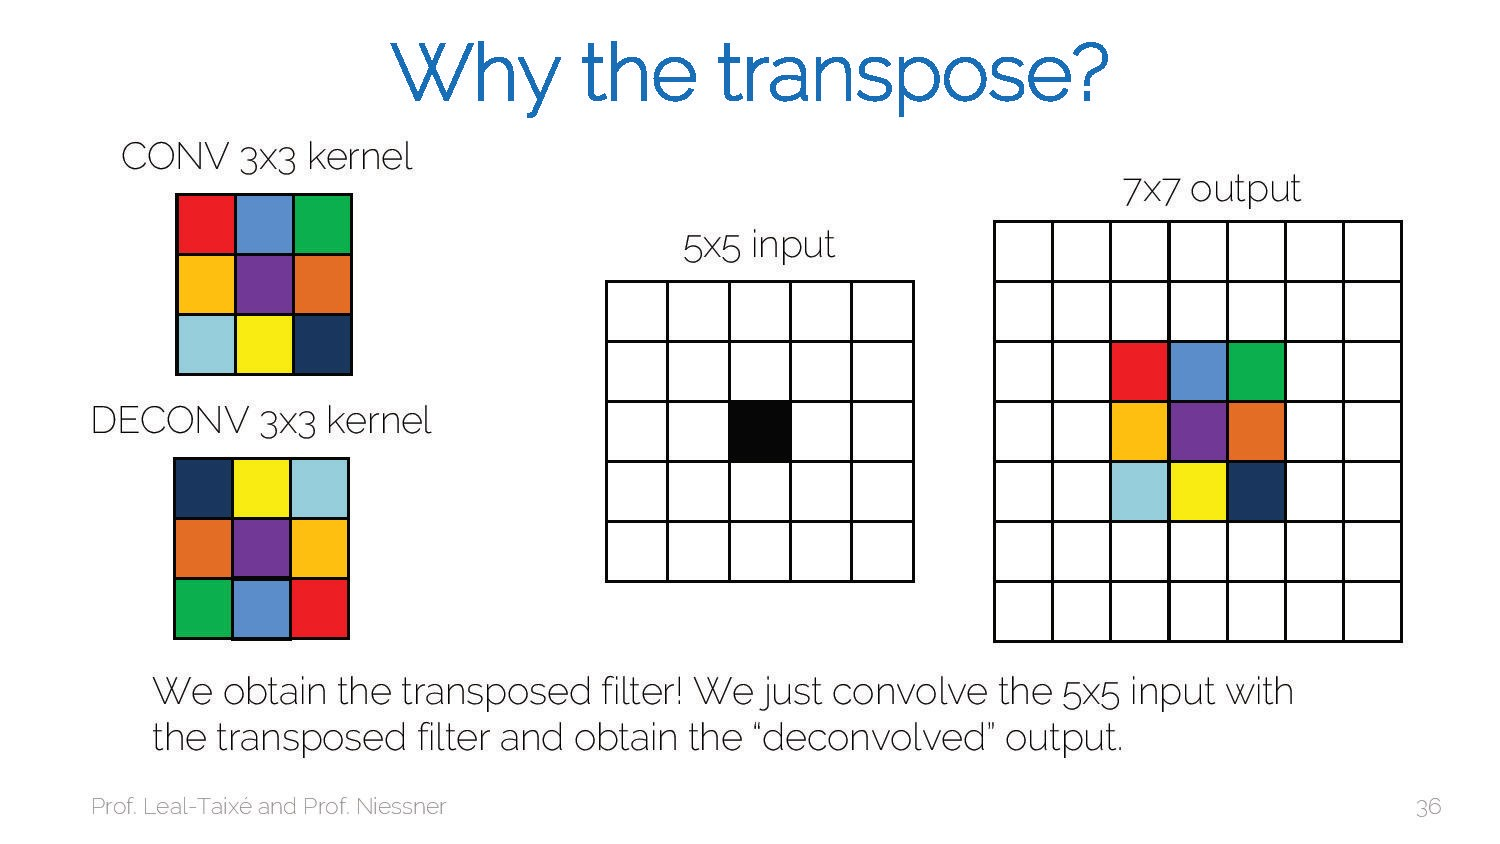 Why the transpose?
CONV 3x3 kernel
DECONV 3x3 kernel
5x5 input
7x7 output
We obtain the transposed filter! We just convolve the 5x5 input with
the transposed filter and obtain the “deconvolved” output.
Prof. Leal-Taixé and Prof. Niessner
36